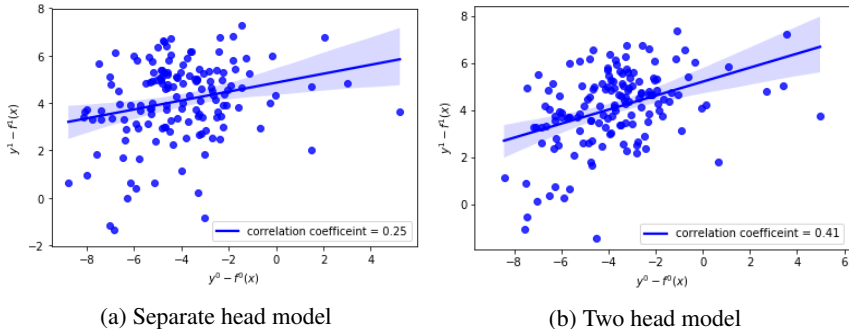 8
6
4
2
0
−2
y¹ − f¹(x)
−8 −6 −4 −2 0 2 4
y⁰ − f⁰(x)
correlation coefficeint = 0.25
(a) Separate head model
8
6
4
2
0
y¹ − f¹(x)
−8 −6 −4 −2 0 2 4 6
y⁰ − f⁰(x)
correlation coefficeint = 0.41
(b) Two head model